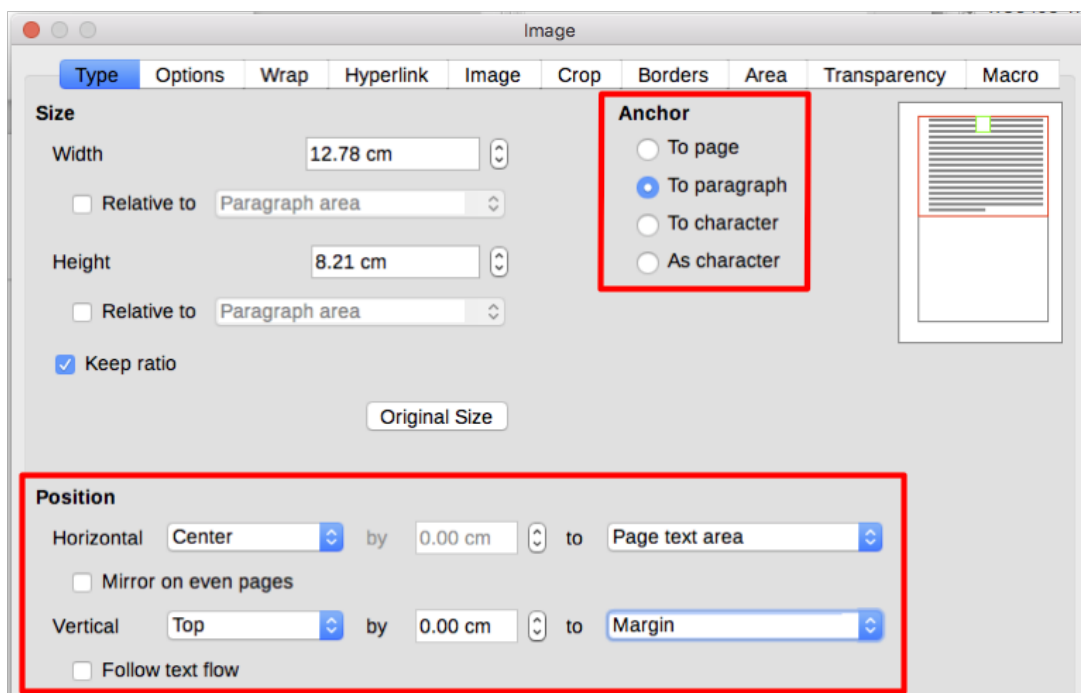 Image
Type Options Wrap Hyperlink Image Crop Borders Area Transparency Macro
Size
Width 12.78 cm
Relative to Paragraph area
Height 8.21 cm
Relative to Paragraph area
Keep ratio
Original Size
Anchor
To page
To paragraph
To character
As character
Position
Horizontal Center by 0.00 cm to Page text area
Mirror on even pages
Vertical Top by 0.00 cm to Margin
Follow text flow